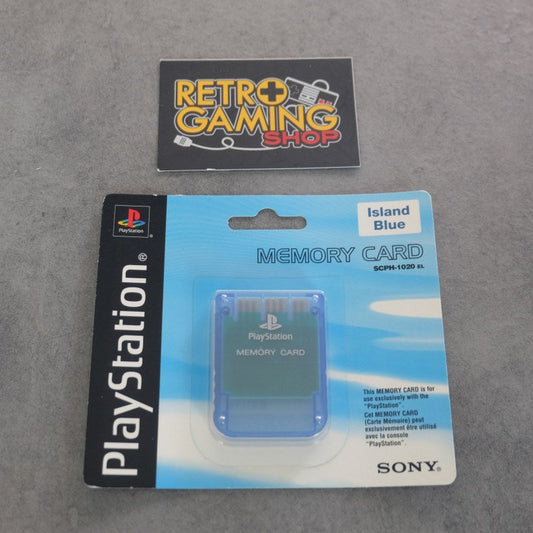 RETRO
GAMING
SHOP
PlayStation
Island
Blue
MEMORY CARD
SCPH-1020 EL
PlayStation®
PlayStation
MEMORY CARD
This MEMORY CARD is for
use exclusively with the
"PlayStation".
Cet MEMORY CARD
(Carte Mémoire) peut
exclusivement être utilisé
avec la console
"PlayStation".
SONY®